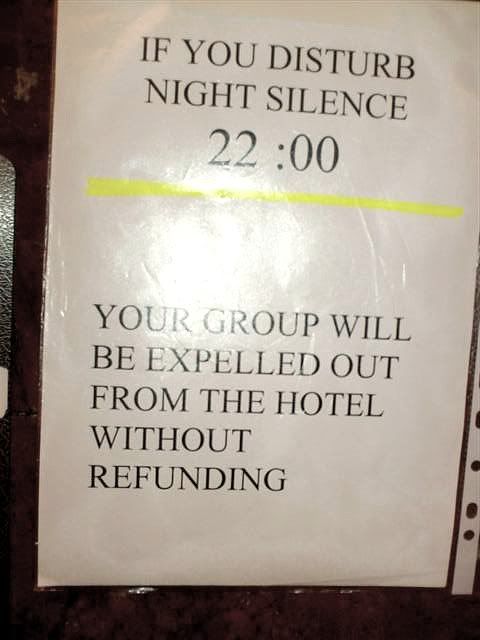 IF YOU DISTURB
NIGHT SILENCE
22 :00
YOUR GROUP WILL
BE EXPELLED OUT
FROM THE HOTEL
WITHOUT
REFUNDING